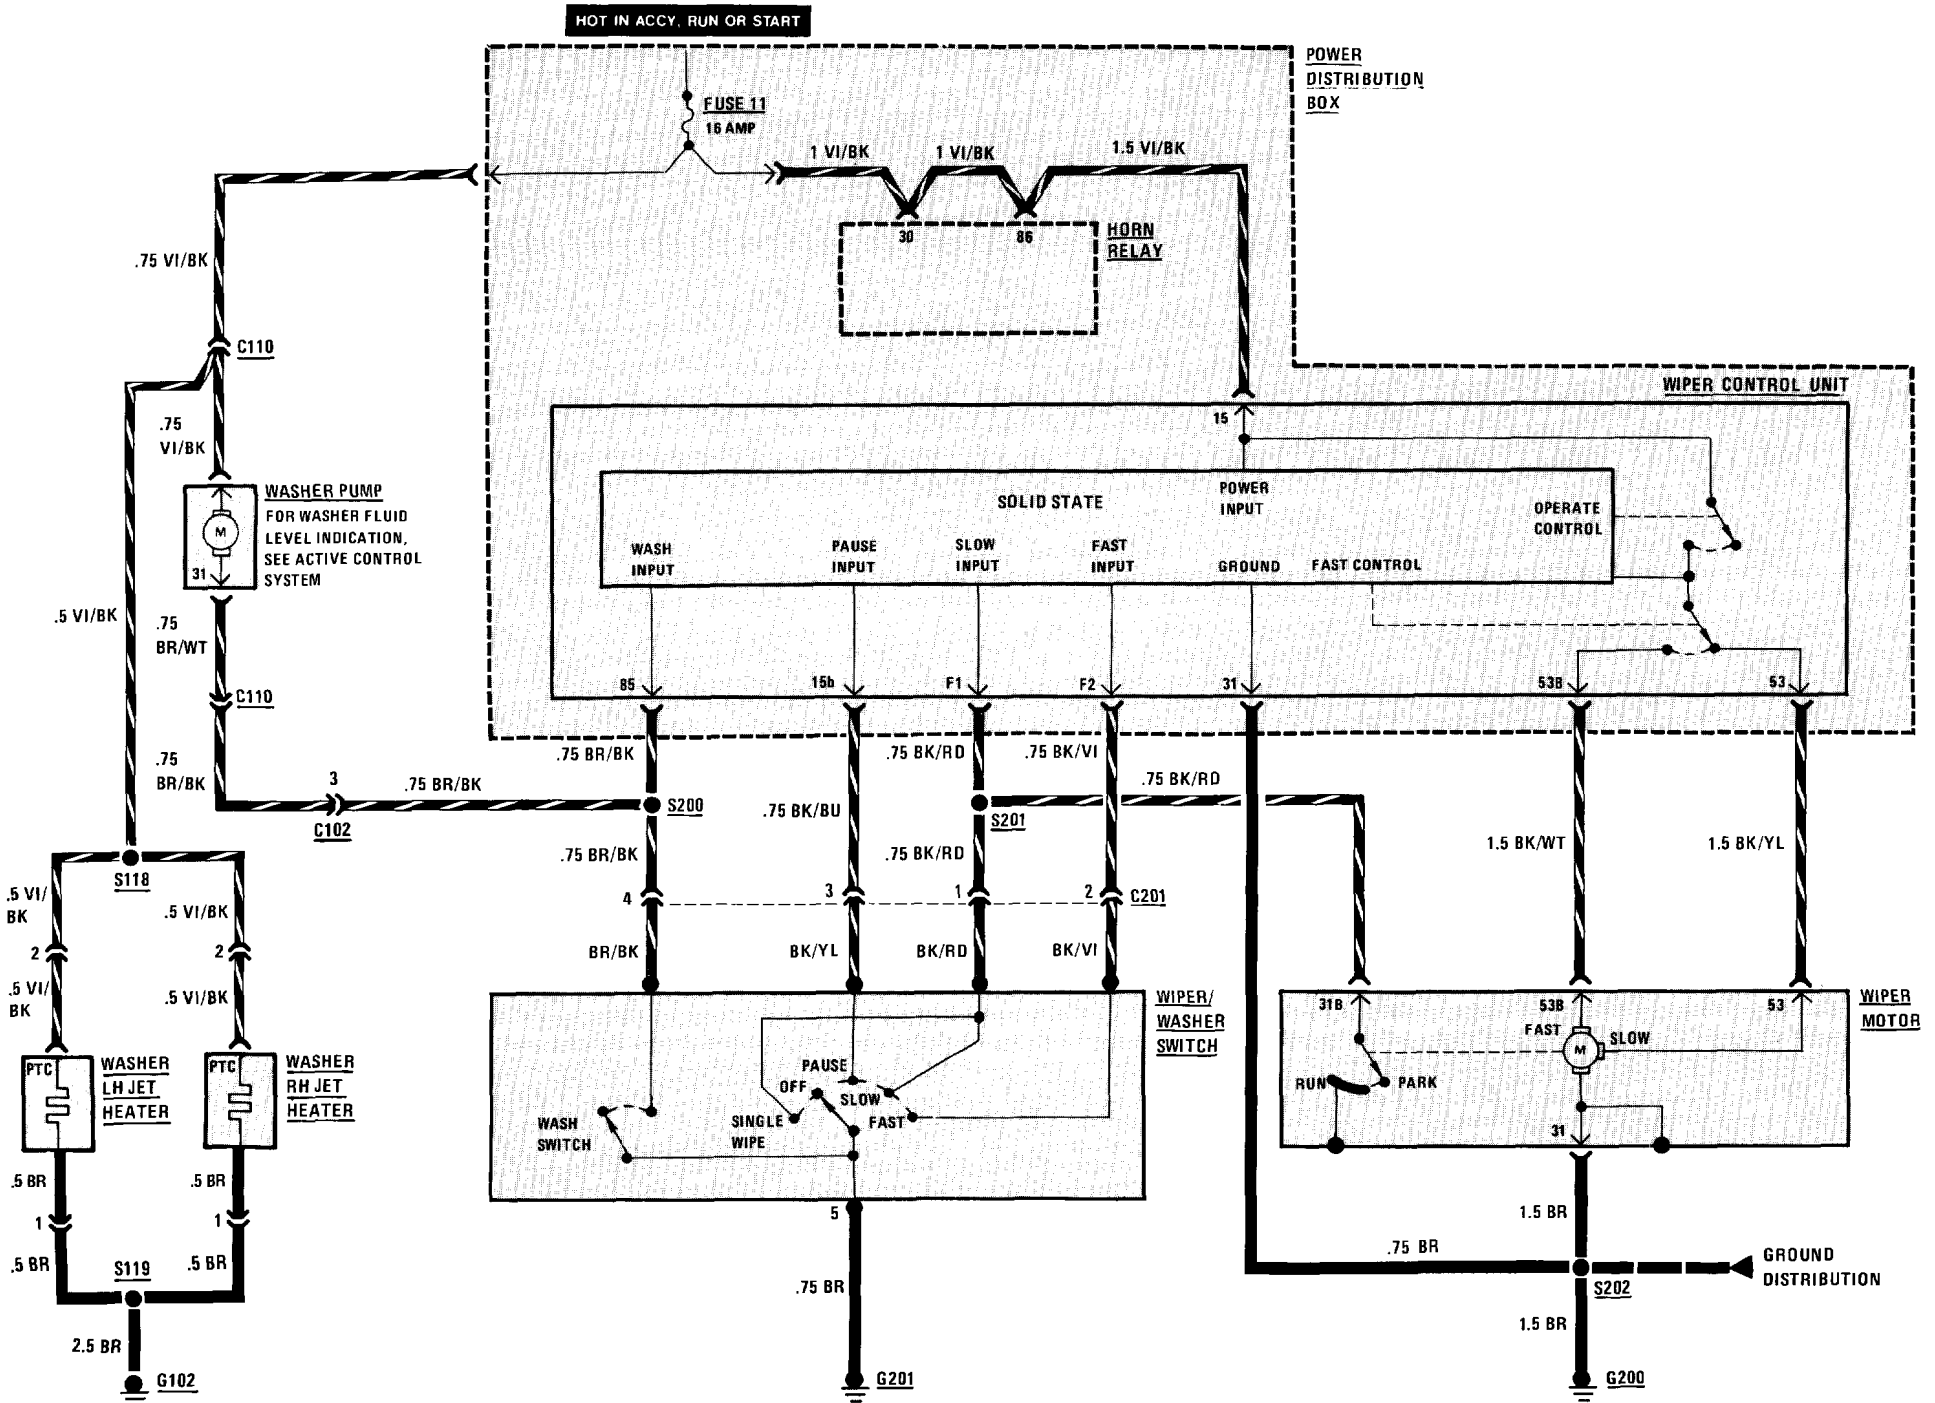 HOT IN ACCY, RUN OR START
POWER
DISTRIBUTION
BOX
FUSE 11
16 AMP
1 VI/BK
1 VI/BK
1.5 VI/BK
30
86
HORN
RELAY
.75 VI/BK
C110
.75
VI/BK
WASHER PUMP
FOR WASHER FLUID
LEVEL INDICATION,
SEE ACTIVE CONTROL
SYSTEM
M
31
.5 VI/BK
.75
BR/WT
C110
.75
BR/BK
3
C102
.75 BR/BK
WIPER CONTROL UNIT
15
SOLID STATE
POWER
INPUT
OPERATE
CONTROL
WASH
INPUT
PAUSE
INPUT
SLOW
INPUT
FAST
INPUT
GROUND
FAST CONTROL
85
15b
F1
F2
31
53B
53
.75 BR/BK
.75 BK/RD
.75 BK/VI
.75 BK/RD
S200
.75 BK/BU
S201
1.5 BK/WT
1.5 BK/YL
.75 BR/BK
.75 BK/RD
4
3
1
2
C201
BR/BK
BK/YL
BK/RD
BK/VI
WIPER/
WASHER
SWITCH
PAUSE
OFF
SLOW
SINGLE
WIPE
FAST
WASH
SWITCH
5
.75 BR
G201
31B
53B
53
WIPER
MOTOR
FAST
SLOW
M
RUN
PARK
31
1.5 BR
.75 BR
GROUND
DISTRIBUTION
S202
1.5 BR
G200
S118
.5 VI/
BK
.5 VI/BK
2
2
.5 VI/
BK
.5 VI/BK
PTC
WASHER
LH JET
HEATER
PTC
WASHER
RH JET
HEATER
.5 BR
.5 BR
1
1
.5 BR
S119
.5 BR
2.5 BR
G102